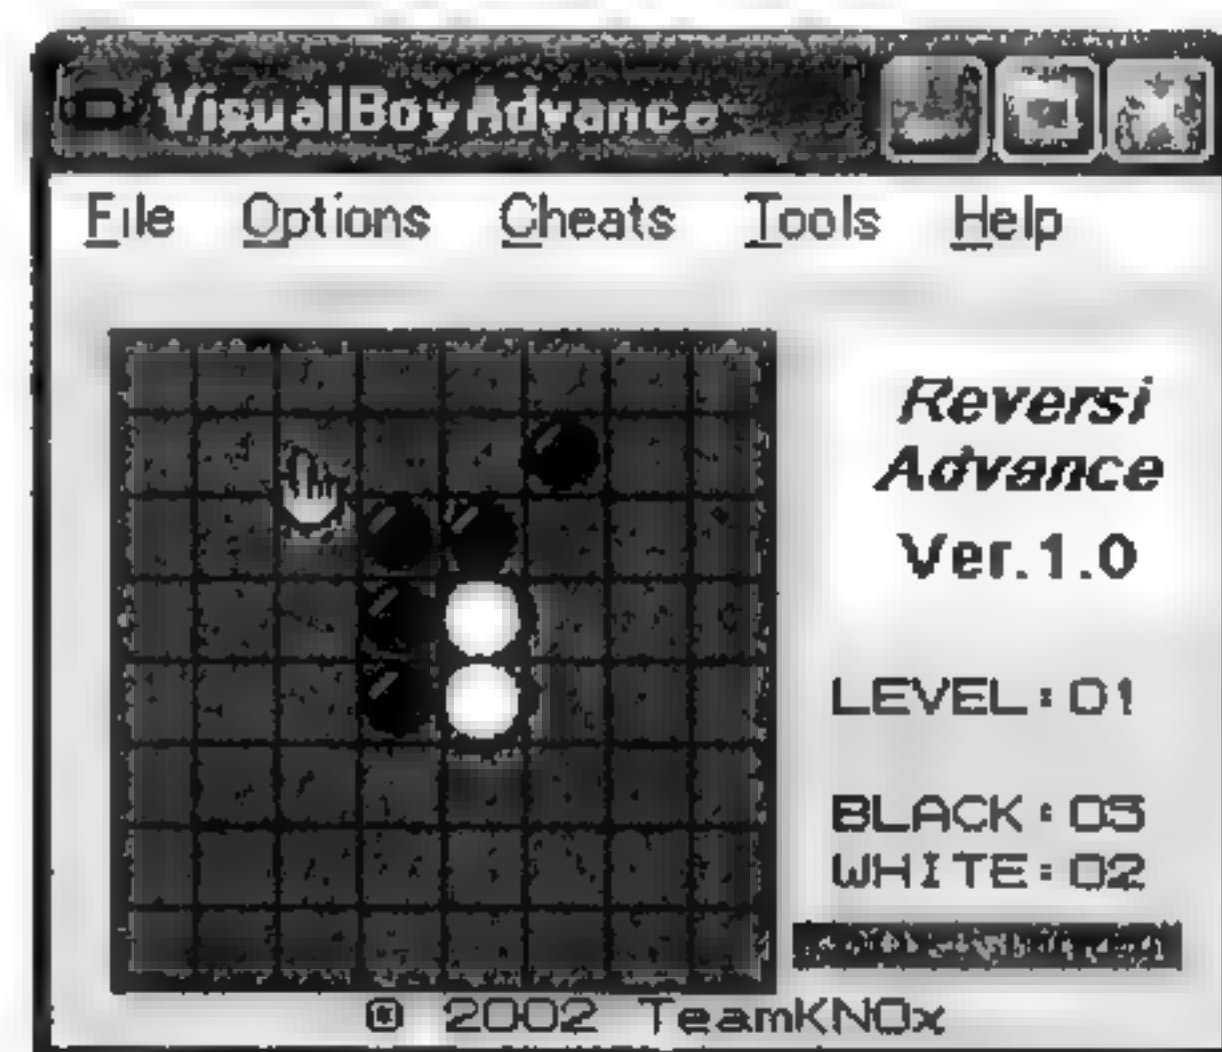 VisualBoyAdvance
File Options Cheats Tools Help
Reversi
Advance
Ver.1.0
LEVEL:01
BLACK:05
WHITE:02
© 2002 TeamKNOx